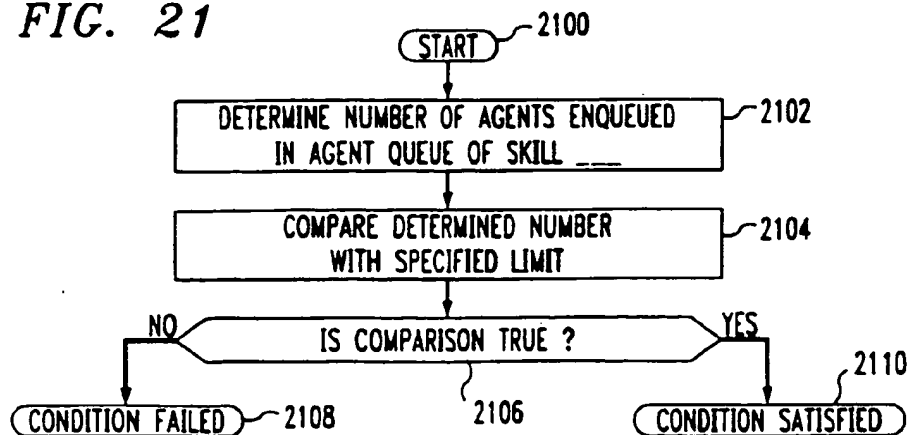 FIG. 21
START
2100
DETERMINE NUMBER OF AGENTS ENQUEUED
IN AGENT QUEUE OF SKILL ___
2102
COMPARE DETERMINED NUMBER
WITH SPECIFIED LIMIT
2104
NO
IS COMPARISON TRUE ?
YES
2106
CONDITION FAILED
2108
CONDITION SATISFIED
2110